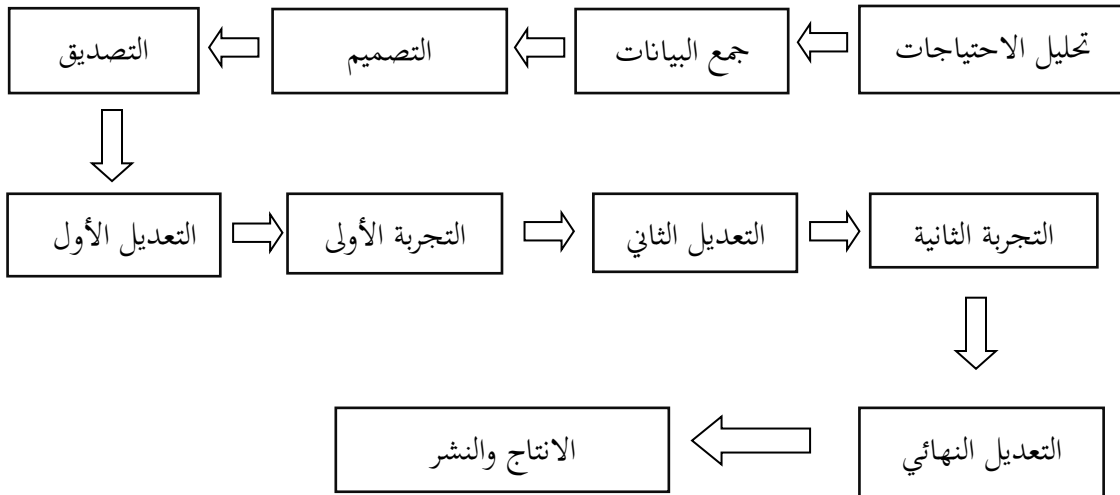 تحليل الاحتياجات
جمع البيانات
التصميم
التصديق
التعديل الأول
التجربة الأولى
التعديل الثاني
التجربة الثانية
التعديل النهائي
الانتاج والنشر